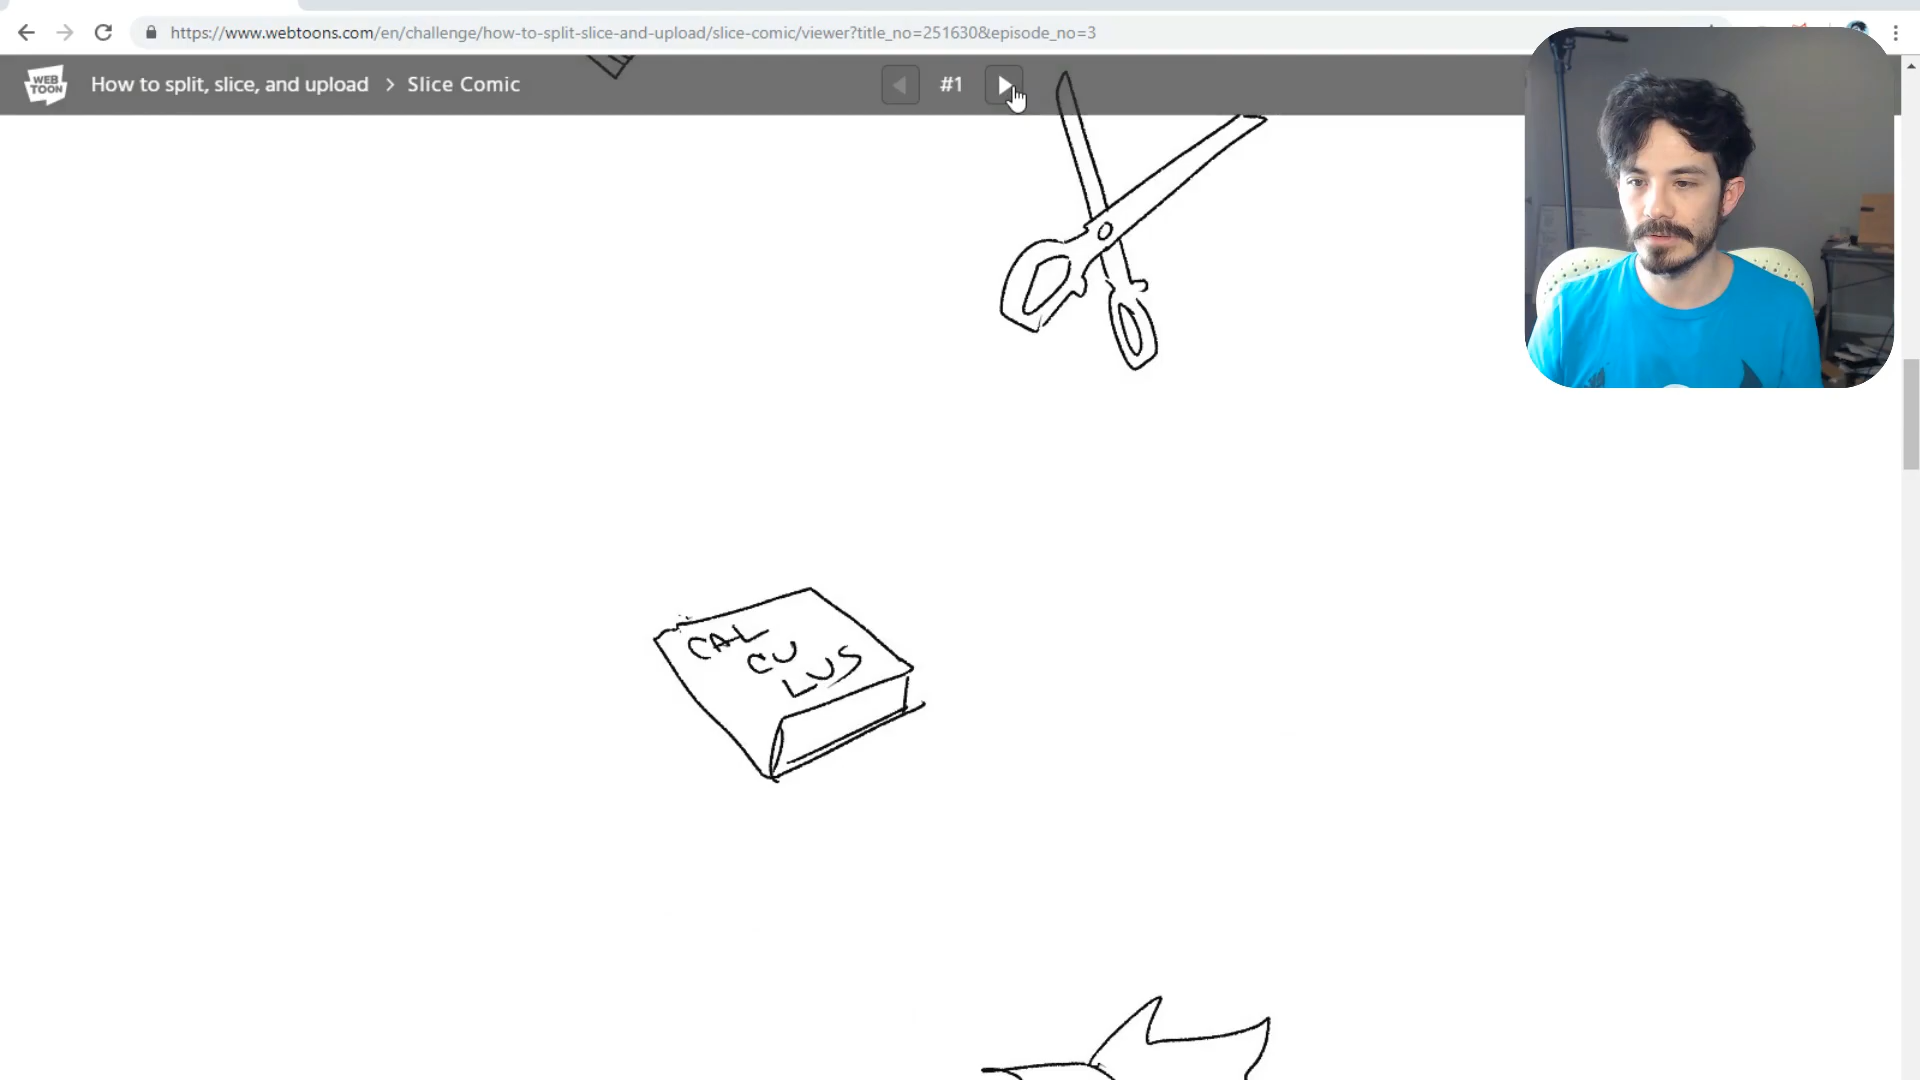 https://www.webtoons.com/en/challenge/how-to-split-slice-and-upload/slice-comic/viewer?title_no=251630&episode_no=3
WEB
TOON
How to split, slice, and upload > Slice Comic
#1
CAL
CU
LUS